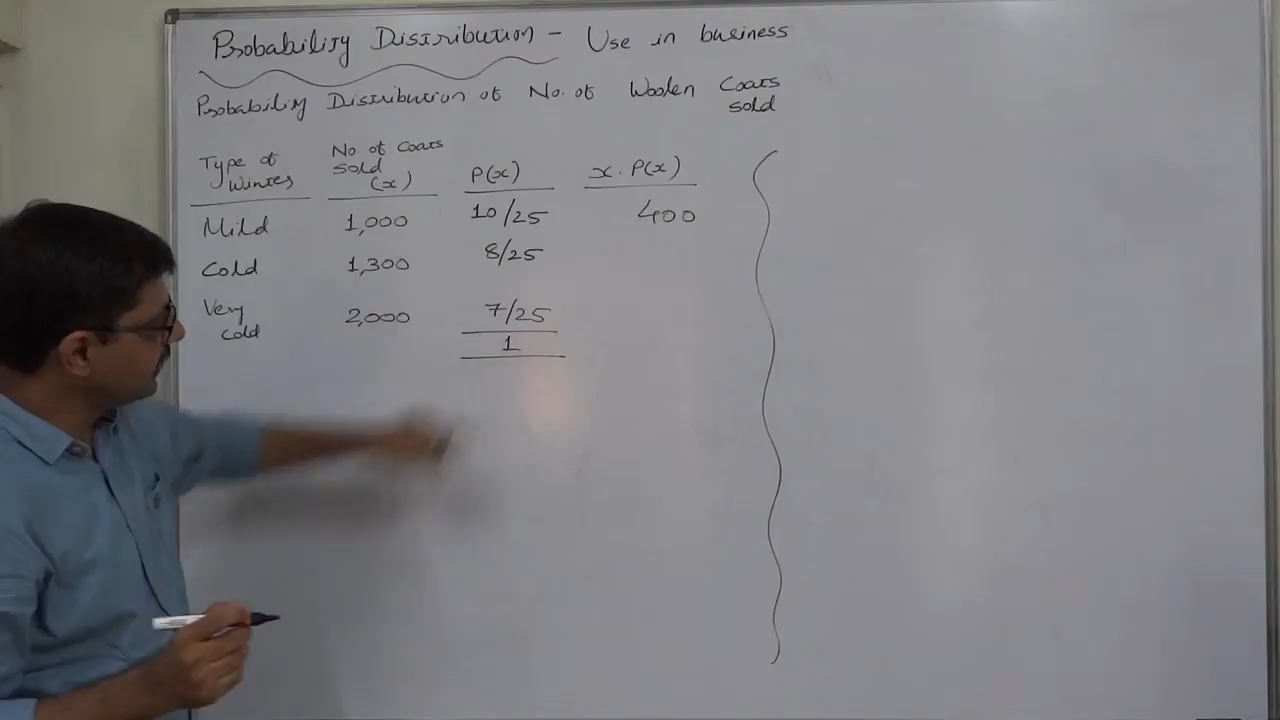 Probability Distribution - Use in business
Probability Distribution of No. of Woolen Coats sold
Type of Winter
No. of Coats sold (x)
P(x)
x. P(x)
Mild 1,000 10/25 400
Cold 1,300 8/25
Very cold 2,000 7/25
1